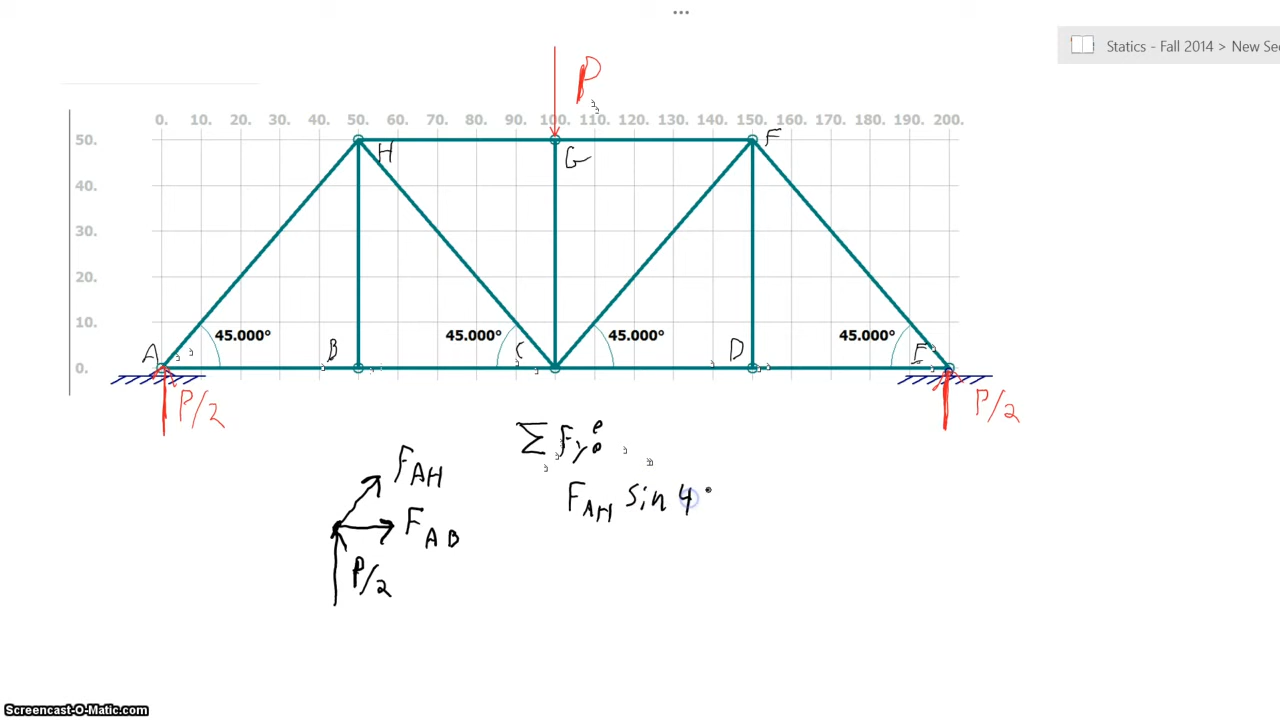 ...
Statics - Fall 2014 > New Sec
P
0. 10. 20. 30. 40. 50. 60. 70. 80. 90. 100. 110. 120. 130. 140. 150. 160. 170. 180. 190. 200.
50.
H
G
F
40.
30.
20.
10.
45.000°
45.000°
45.000°
45.000°
A
B
C
D
E
0.
P/2
P/2
ΣFy
FAH
FAH sin 4
FAB
P/2
Screencast-O-Matic.com